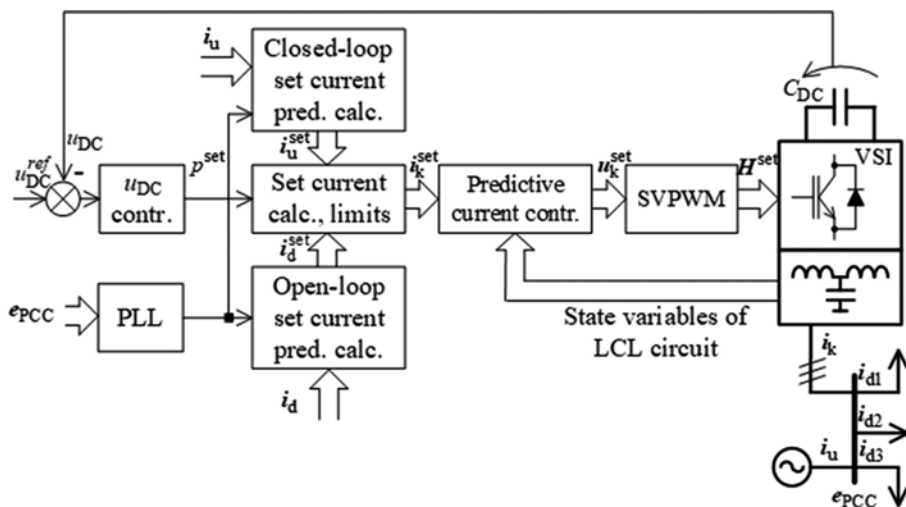 i_u
Closed-loop
set current
pred. calc.
C_DC
u_DC
u_DC^ref
-
p^set
i_u^set
i_k^set
u_k^set
H^set
VSI
u_DC
contr.
Set current
calc., limits
Predictive
current contr.
SVPWM
i_d^set
e_PCC
PLL
Open-loop
set current
pred. calc.
State variables of
LCL circuit
i_d
i_k
i_d1
i_d2
i_u
i_d3
e_PCC